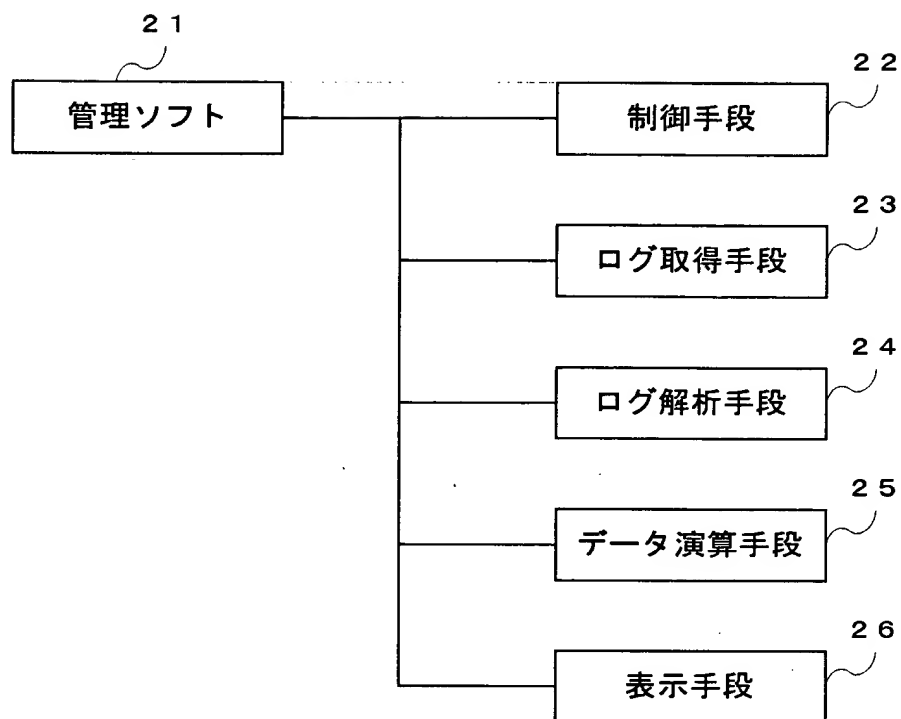 ２１
管理ソフト
２２
制御手段
２３
ログ取得手段
２４
ログ解析手段
２５
データ演算手段
２６
表示手段